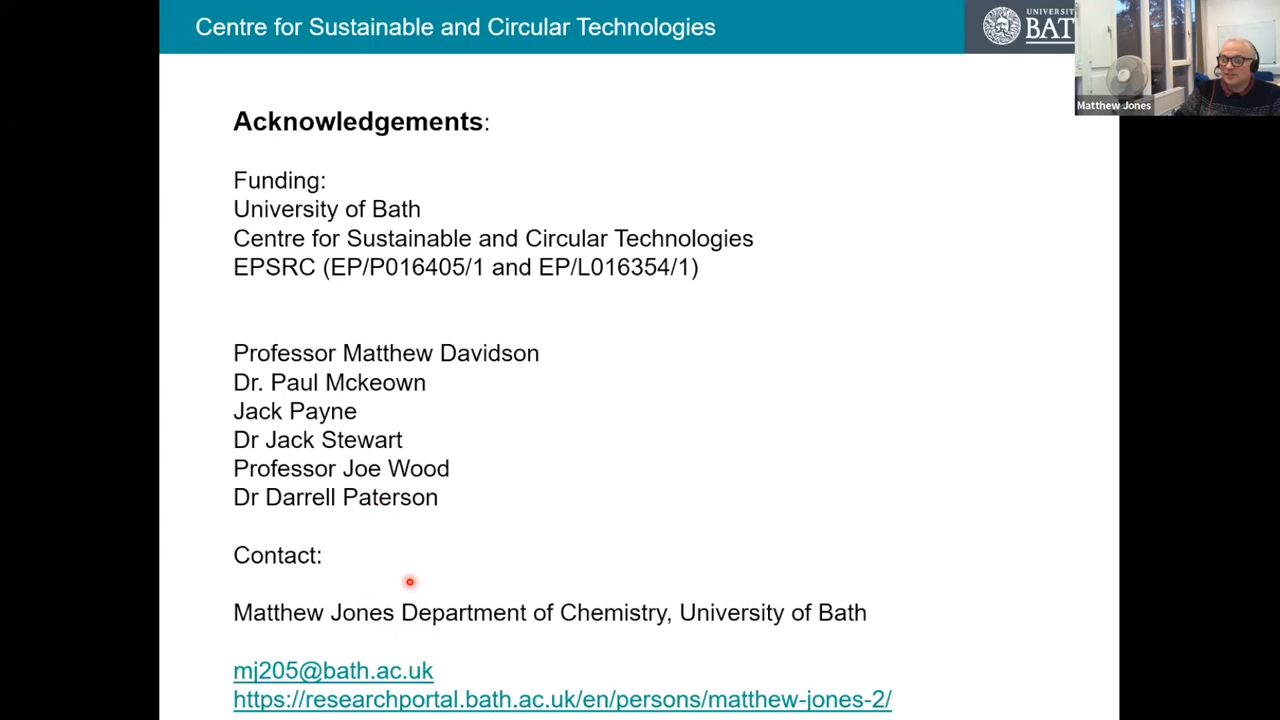 Centre for Sustainable and Circular Technologies
UNIVERSIT
BAT
Matthew Jones
Acknowledgements:
Funding:
University of Bath
Centre for Sustainable and Circular Technologies
EPSRC (EP/P016405/1 and EP/L016354/1)
Professor Matthew Davidson
Dr. Paul Mckeown
Jack Payne
Dr Jack Stewart
Professor Joe Wood
Dr Darrell Paterson
Contact:
Matthew Jones Department of Chemistry, University of Bath
mj205@bath.ac.uk
https://researchportal.bath.ac.uk/en/persons/matthew-jones-2/